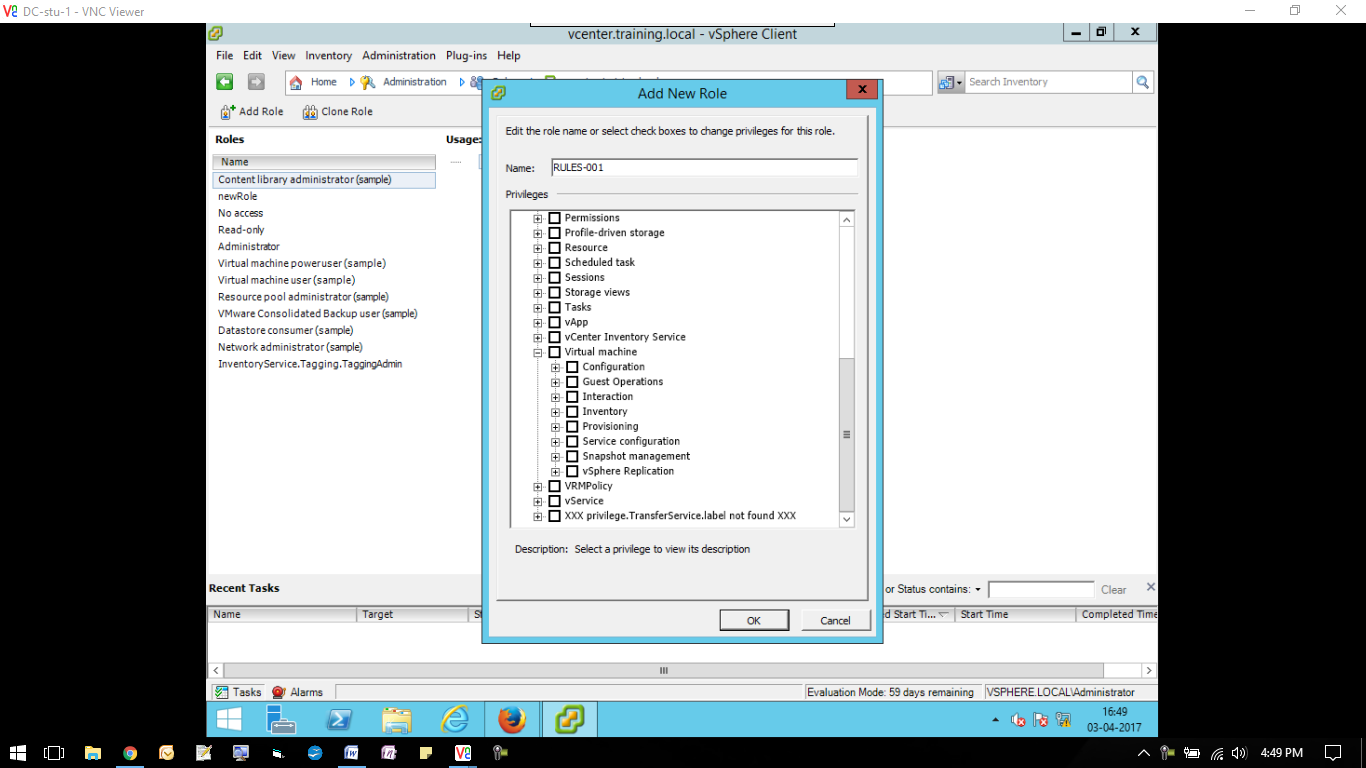 DC-stu-1 - VNC Viewer
vcenter.training.local - vSphere Client
File Edit View Inventory Administration Plug-ins Help
Home Administration
Search Inventory
Add Role Clone Role
Roles
Usage:
Name
Content library administrator (sample)
newRole
No access
Read-only
Administrator
Virtual machine poweruser (sample)
Virtual machine user (sample)
Resource pool administrator (sample)
VMware Consolidated Backup user (sample)
Datastore consumer (sample)
Network administrator (sample)
InventoryService.Tagging.TaggingAdmin
Add New Role
Edit the role name or select check boxes to change privileges for this role.
Name: RULES-001
Privileges
Permissions
Profile-driven storage
Resource
Scheduled task
Sessions
Storage views
Tasks
vApp
vCenter Inventory Service
Virtual machine
Configuration
Guest Operations
Interaction
Inventory
Provisioning
Service configuration
Snapshot management
vSphere Replication
VRMPolicy
vService
XXX privilege.TransferService.label not found XXX
Description: Select a privilege to view its description
OK Cancel
Recent Tasks
or Status contains: Clear
Name Target
d Start Ti... Start Time Completed Time
Tasks Alarms
Evaluation Mode: 59 days remaining VSPHERE.LOCAL\Administrator
16:49
03-04-2017
4:49 PM